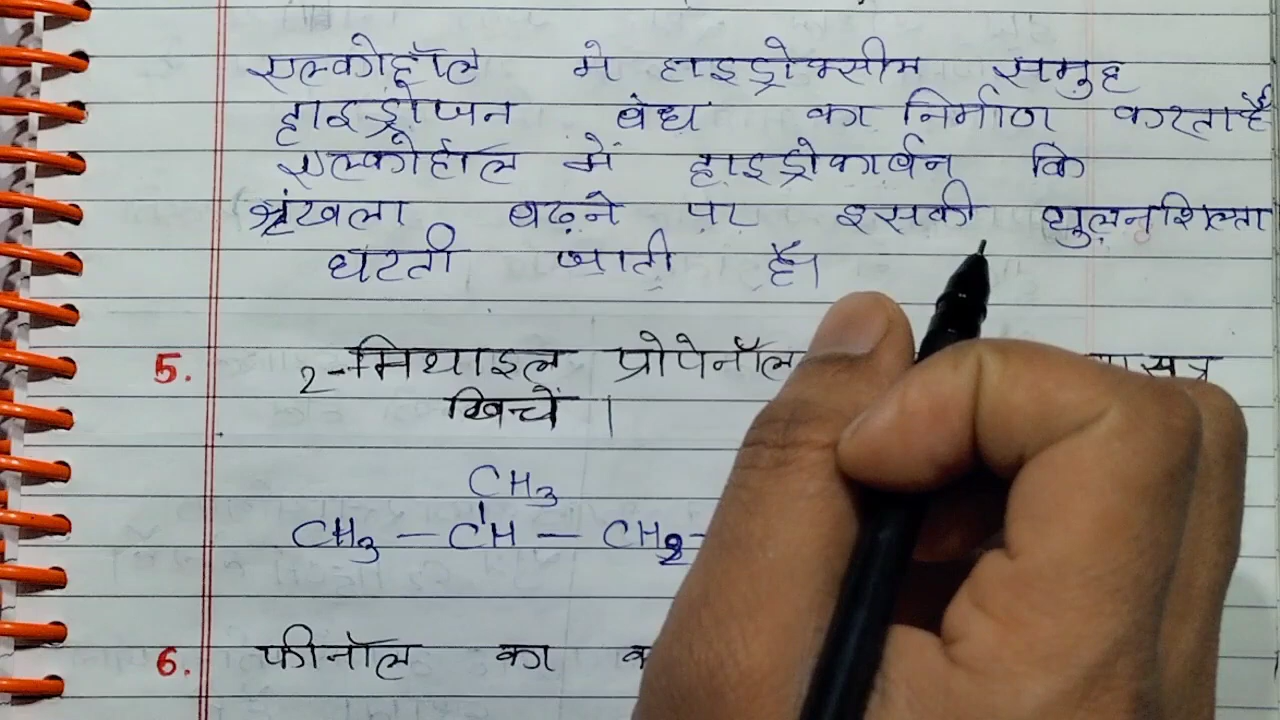 एल्कोहॉल मे हाइड्रोक्सील समुह
हाइड्रोजन बंध का निर्माण करता है
एल्कोहॉल में हाइड्रोकार्बन कि
श्रृंखला बढ़ने पर इसकी घुलनशिलता
घटती जाती है।
5. 2-मिथाइल प्रोपेनॉल
खिचें।
CH3
CH3 - CH - CH2 -
6. फीनॉल का